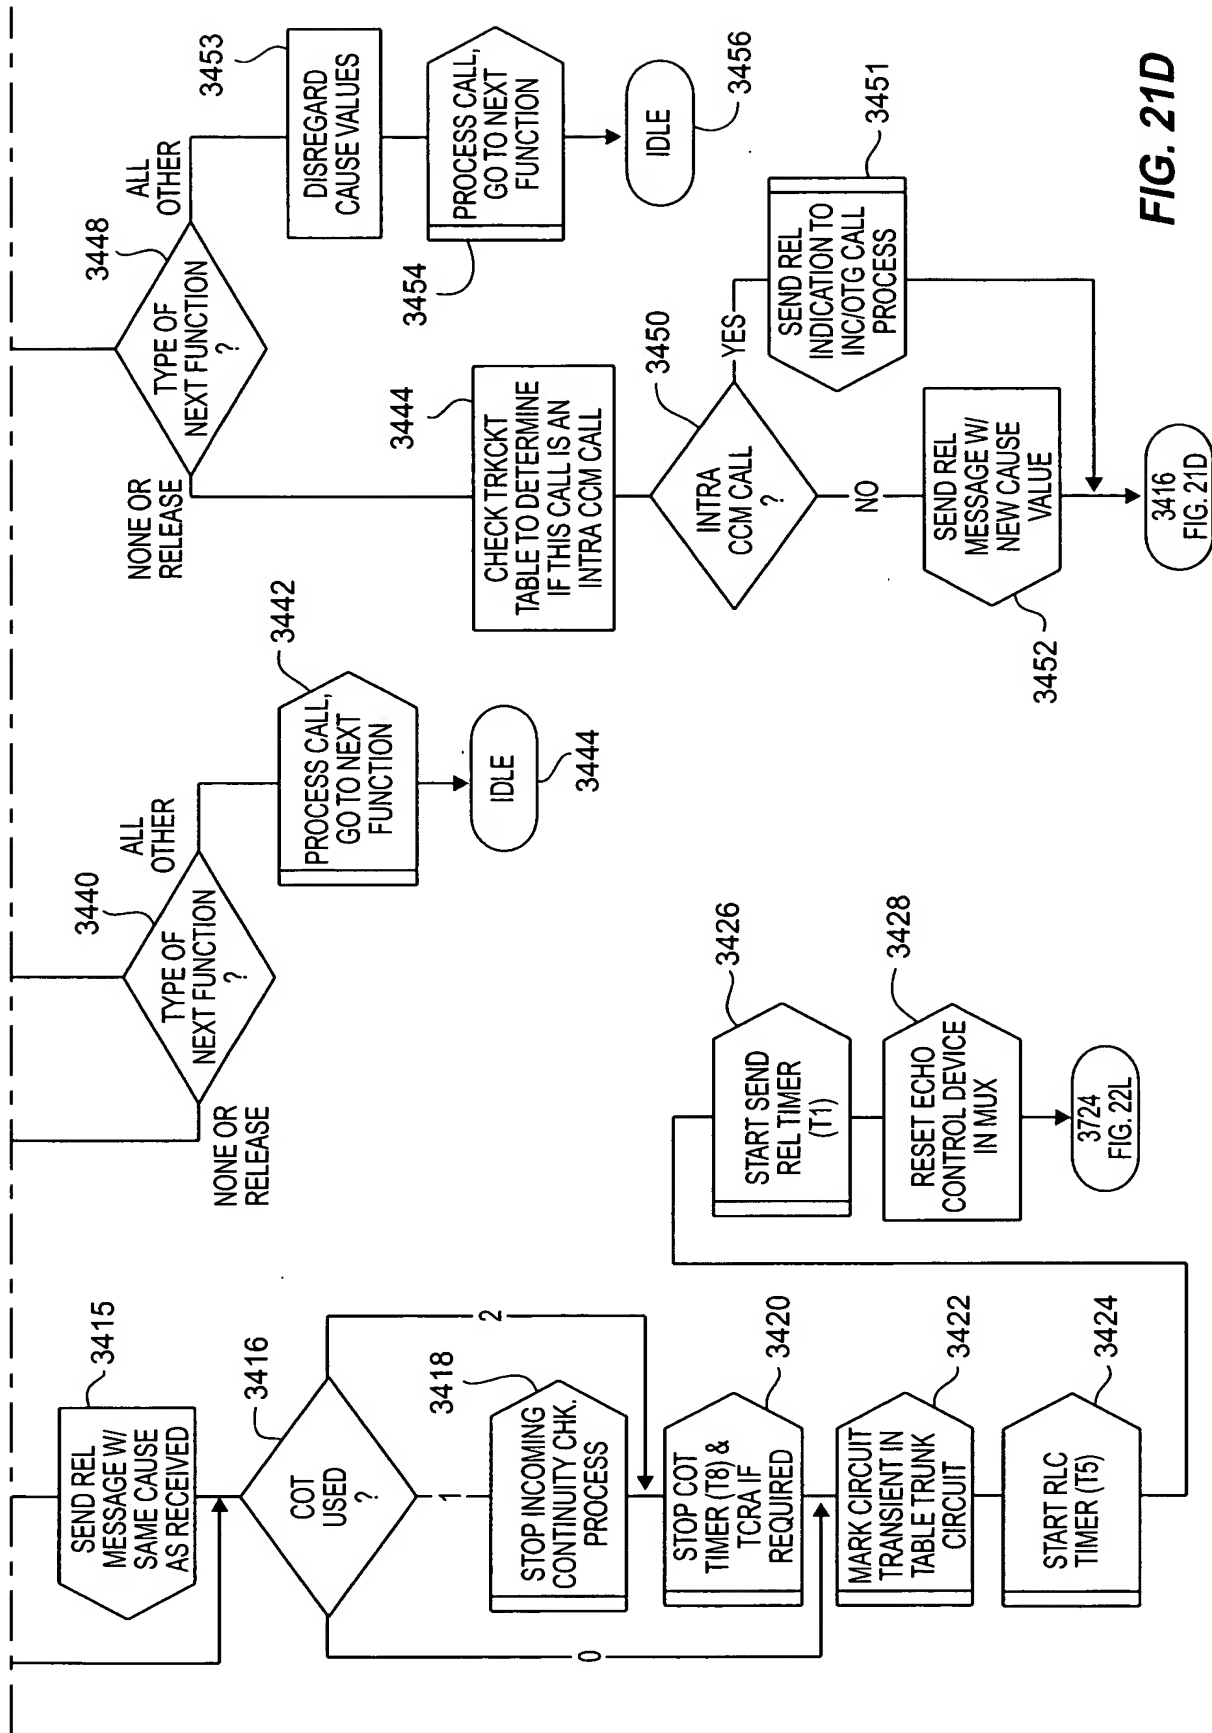 3415
SEND REL
MESSAGE W/
SAME CAUSE
AS RECEIVED
3416
COT
USED
?
0
1
2
3418
STOP INCOMING
CONTINUITY CHK.
PROCESS
3420
STOP COT
TIMER (T8) &
TCRA IF
REQUIRED
3422
MARK CIRCUIT
TRANSIENT IN
TABLE TRUNK
CIRCUIT
3424
START RLC
TIMER (T5)
3426
START SEND
REL TIMER
(T1)
3428
RESET ECHO
CONTROL DEVICE
IN MUX
3724
FIG. 22L
3440
TYPE OF
NEXT FUNCTION
?
NONE OR
RELEASE
ALL
OTHER
3442
PROCESS CALL,
GO TO NEXT
FUNCTION
IDLE
3444
3448
TYPE OF
NEXT FUNCTION
?
NONE OR
RELEASE
ALL
OTHER
3453
DISREGARD
CAUSE VALUES
3454
PROCESS CALL,
GO TO NEXT
FUNCTION
IDLE
3456
3444
CHECK TRKCKT
TABLE TO DETERMINE
IF THIS CALL IS AN
INTRA CCM CALL
3450
INTRA
CCM CALL
?
YES
NO
3451
SEND REL
INDICATION TO
INC/OTG CALL
PROCESS
SEND REL
MESSAGE W/
NEW CAUSE
VALUE
3452
3416
FIG. 21D
FIG. 21D